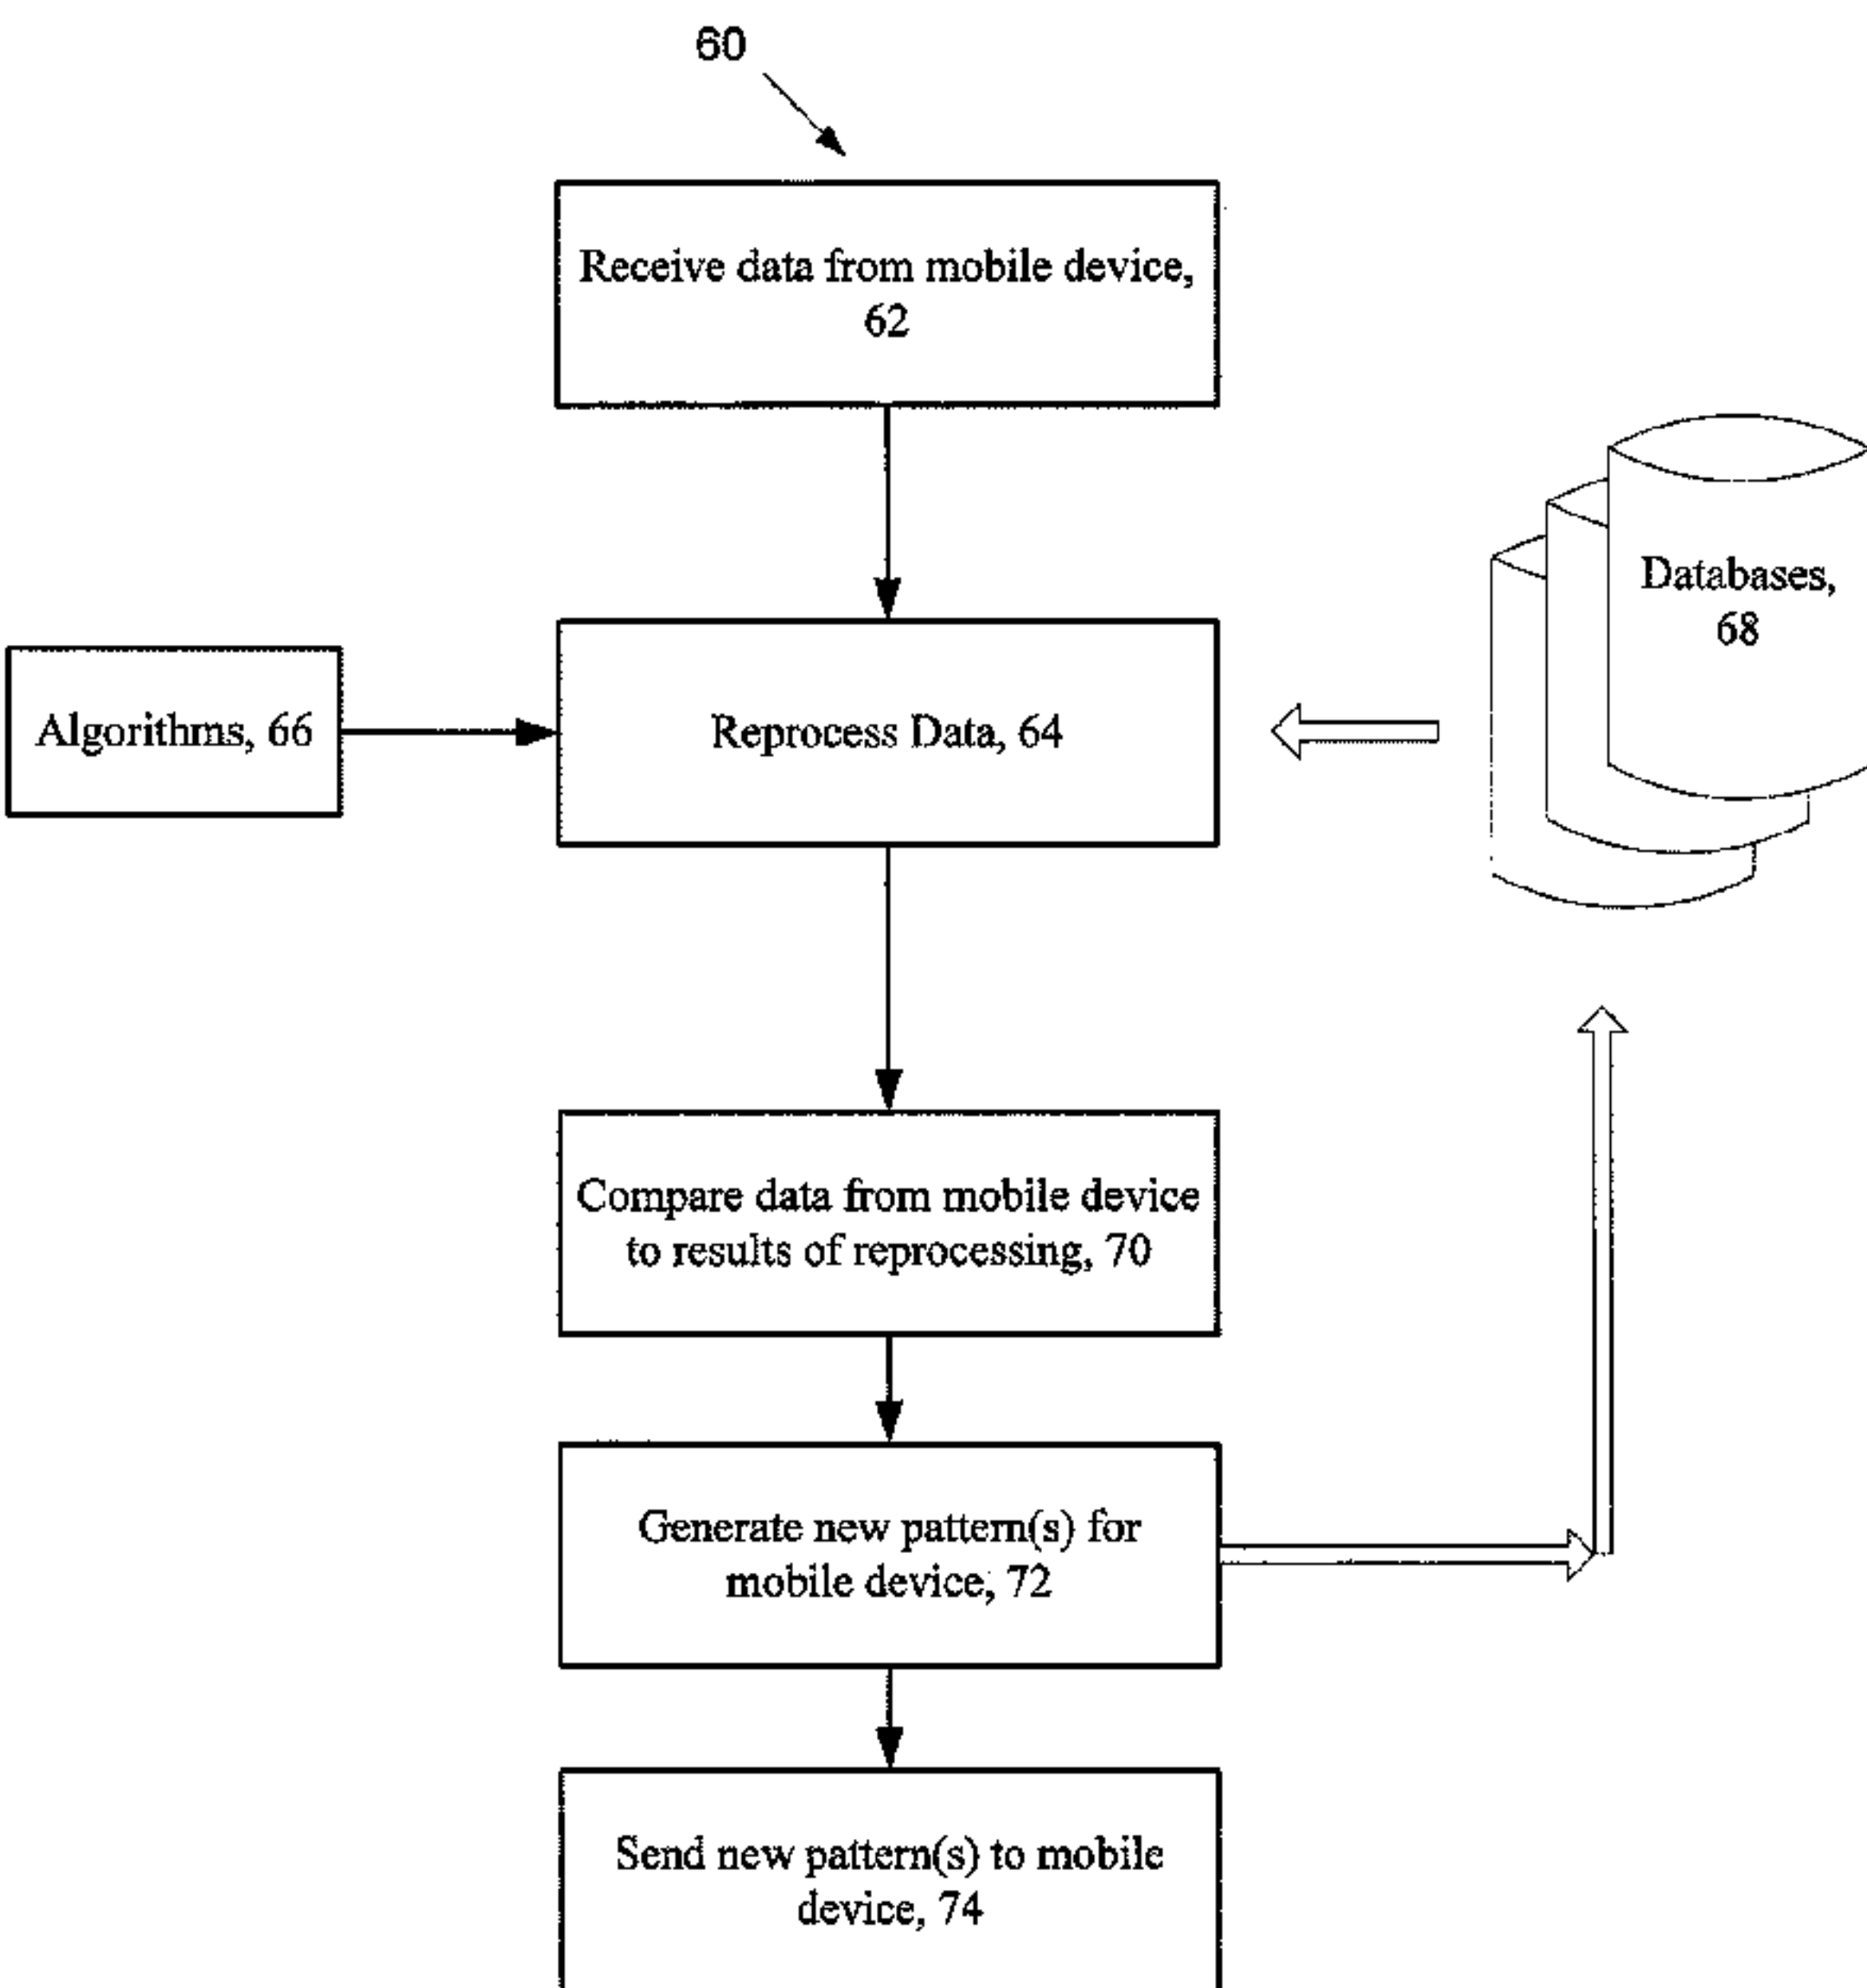 60
Receive data from mobile device,
62
Databases,
68
Algorithms, 66
Reprocess Data, 64
Compare data from mobile device
to results of reprocessing, 70
Generate new pattern(s) for
mobile device, 72
Send new pattern(s) to mobile
device, 74